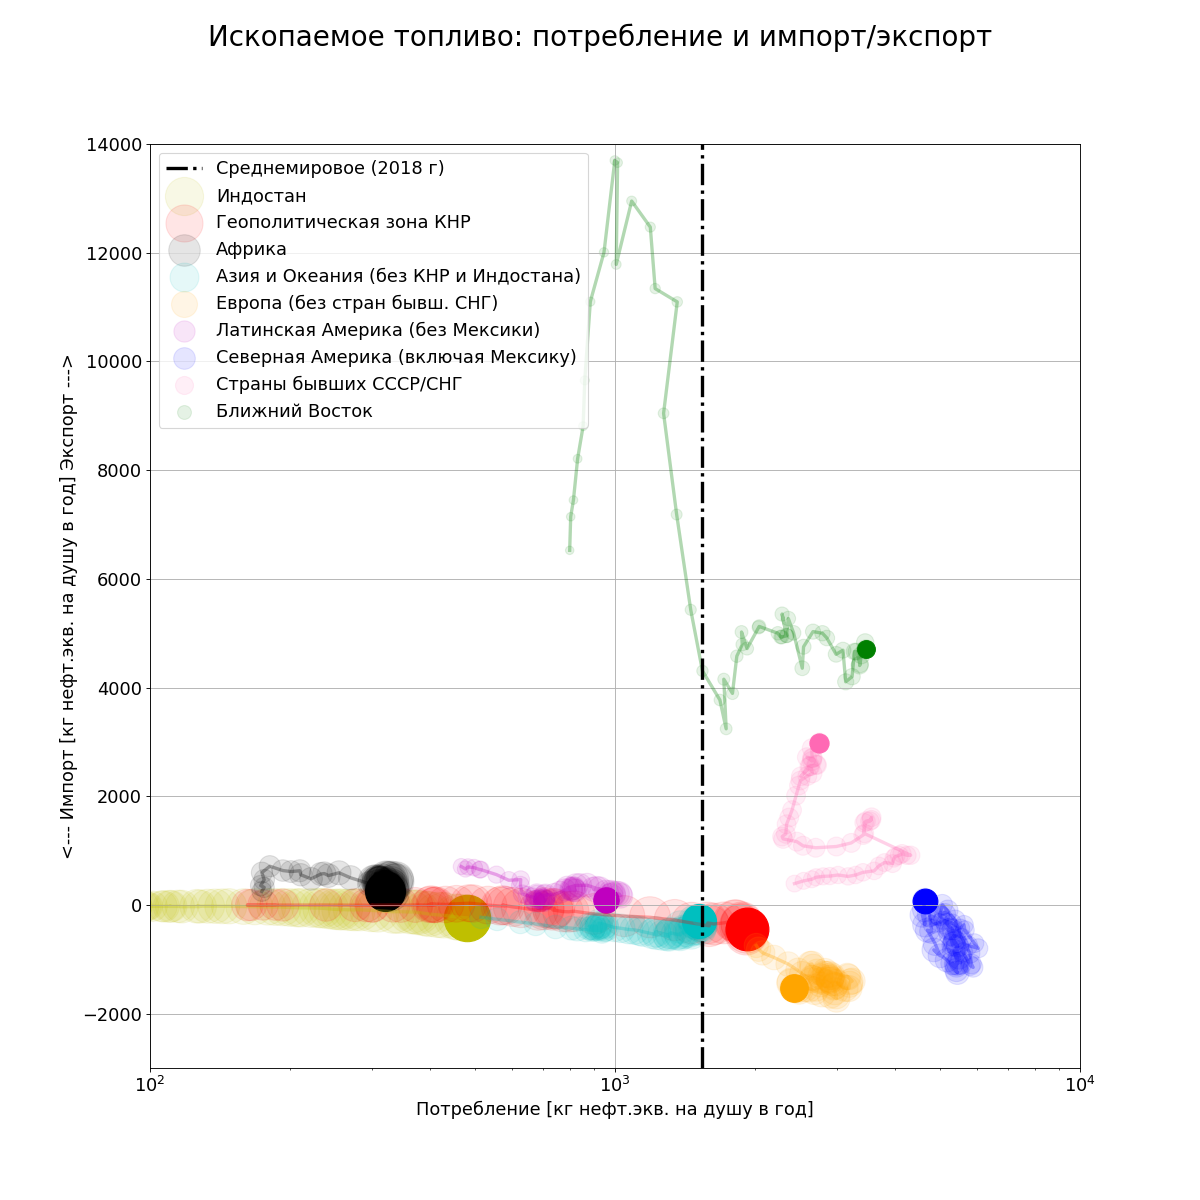 Ископаемое топливо: потребление и импорт/экспорт
14000
12000
10000
8000
6000
4000
2000
0
−2000
<--- Импорт [кг нефт.экв. на душу в год] Экспорт --->
Среднемировое (2018 г)
Индостан
Геополитическая зона КНР
Африка
Азия и Океания (без КНР и Индостана)
Европа (без стран бывш. СНГ)
Латинская Америка (без Мексики)
Северная Америка (включая Мексику)
Страны бывших СССР/СНГ
Ближний Восток
10² 10³ 10⁴
Потребление [кг нефт.экв. на душу в год]